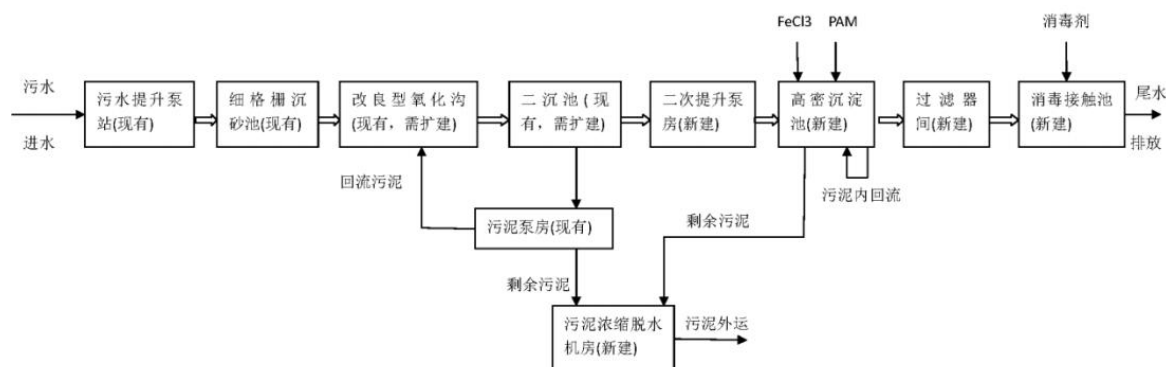 FeCl3
PAM
消毒剂
污水
进水
污水提升泵
站(现有)
细格栅沉
砂池(现有)
改良型氧化沟
(现有，需扩建)
二沉池(现
有，需扩建)
二次提升泵
房(新建)
高密沉淀
池(新建)
过滤器
间(新建)
消毒接触池
(新建)
尾水
排放
回流污泥
污泥内回流
污泥泵房(现有)
剩余污泥
剩余污泥
污泥浓缩脱水
机房(新建)
污泥外运